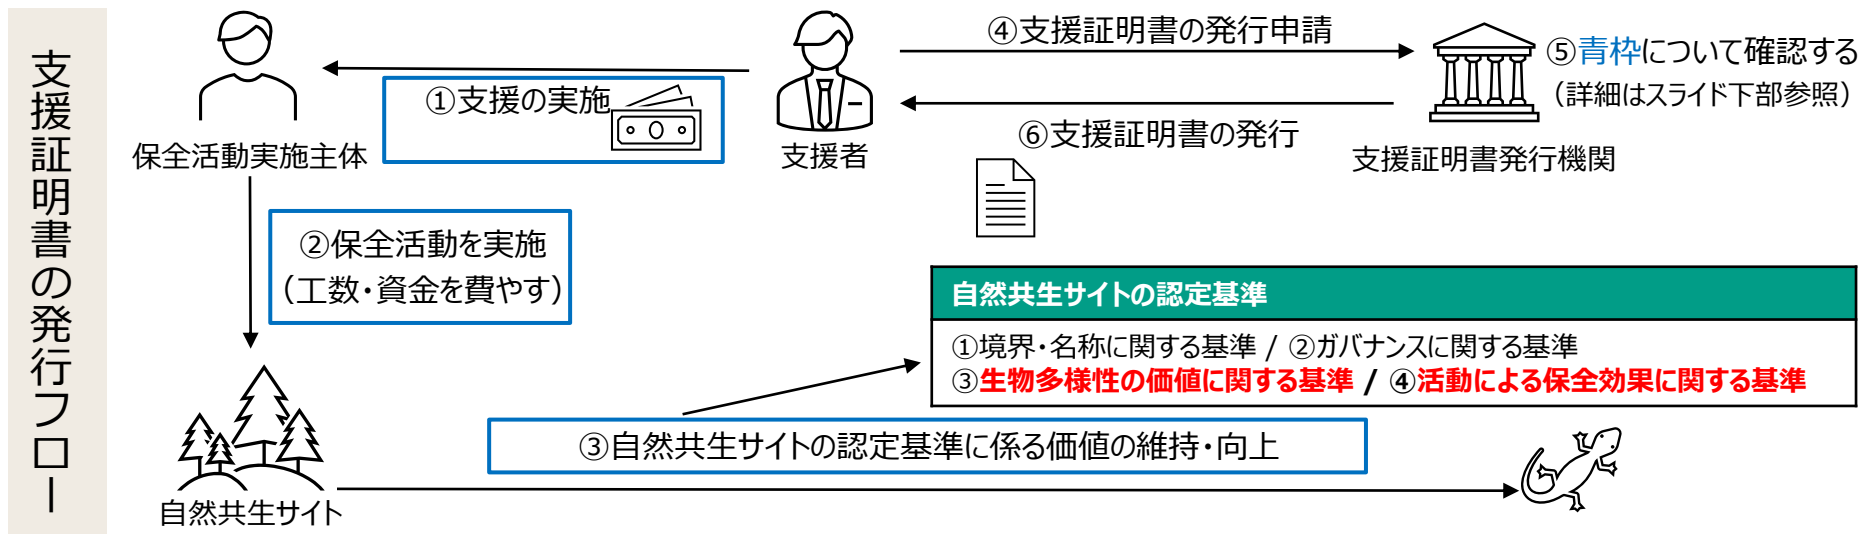 支援証明書の発行フロー
④支援証明書の発行申請
⑤青枠について確認する
（詳細はスライド下部参照）
①支援の実施
⑥支援証明書の発行
保全活動実施主体
支援者
支援証明書発行機関
②保全活動を実施
（工数・資金を費やす）
自然共生サイトの認定基準
①境界・名称に関する基準 / ②ガバナンスに関する基準
③生物多様性の価値に関する基準 / ④活動による保全効果に関する基準
③自然共生サイトの認定基準に係る価値の維持・向上
自然共生サイト